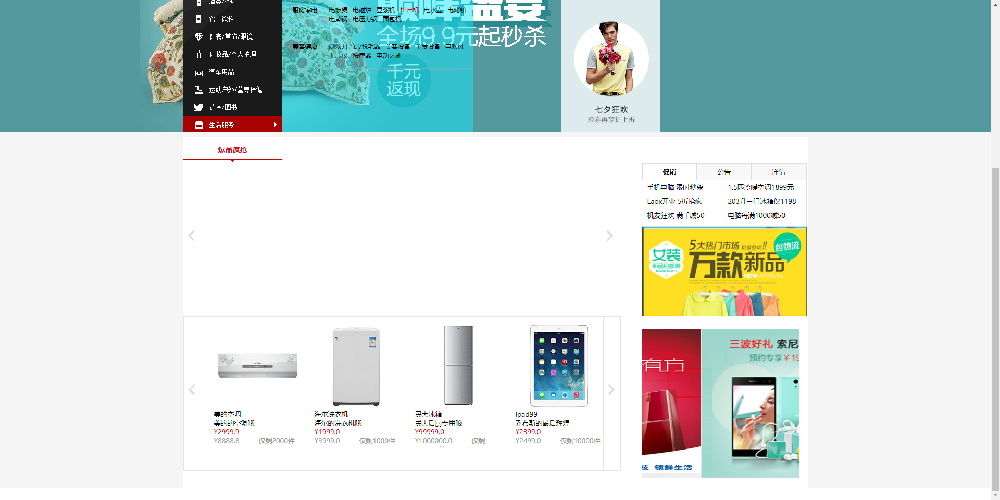 酒类/茶叶
食品饮料
钟表/首饰/眼镜
化妆品/个人护理
汽车用品
运动户外/营养保健
花鸟/图书
生活服务
厨房家电 电饭煲 电磁炉 豆浆机 榨汁机 电水壶 电烤箱
电蒸锅 电压力锅 面包机
美容健康 剃须刀 剃/脱毛器 美容设备 美发设备 电吹风
血压仪 按摩器 电动牙刷
巅峰盛宴
全场9.9元起秒杀
千元
返现
七夕狂欢
抢券再享折上折
爆品疯抢
促销 公告 详情
手机电脑 限时秒杀 1.5匹冷暖空调1899元
Laox开业 5折抢疯 203升三门冰箱仅1198
机友狂欢 满千减50 电脑每满1000减50
5大热门市场 轮番登场!!
包物流
女装
新品包邮周
8.20-8.24
万款新品
NEW ARRIVAL
美的空调
美的的空调哦
¥2999.9
¥8888.8 仅剩2000件
海尔洗衣机
海尔的洗衣机哦
¥1999.0
¥3999.0 仅剩1000件
民大冰箱
民大后厨专用哦
¥99999.0
¥1000000.0 仅剩
ipad99
乔布斯的最后辉煌
¥2399.0
¥2499.0 仅剩10000件
有方
技 领鲜生活
三波好礼 索尼
预约专享¥19